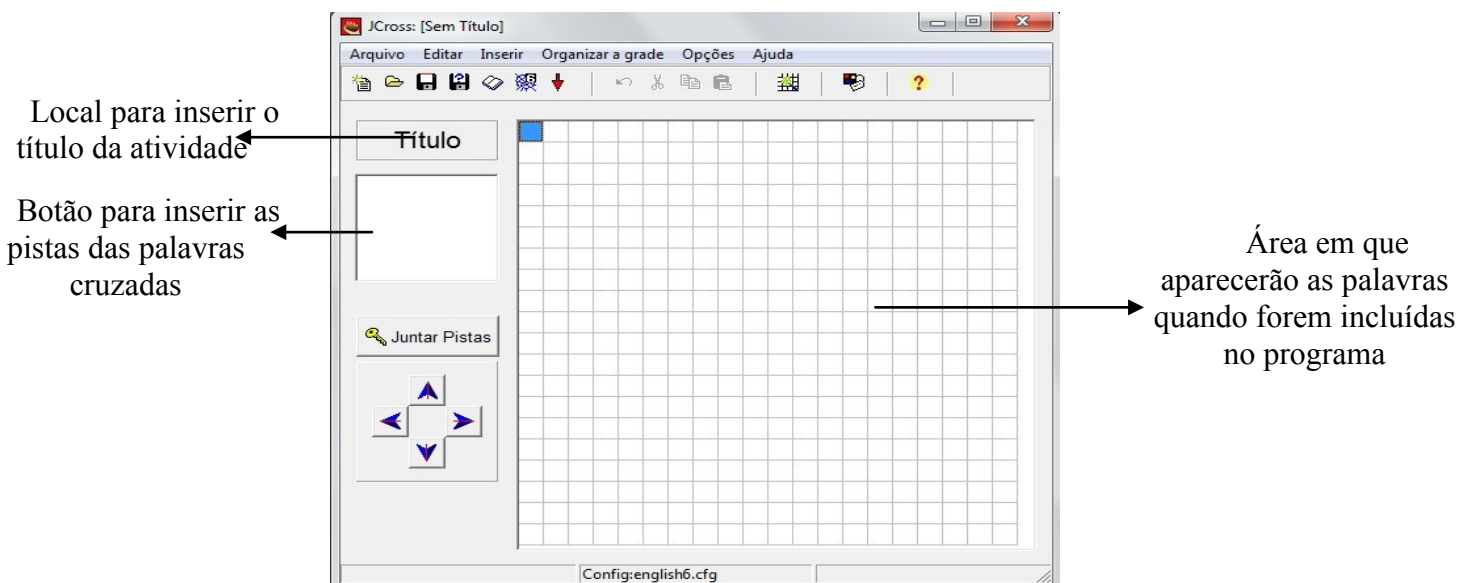 JCross: [Sem Título]
Arquivo Editar Inserir Organizar a grade Opções Ajuda
Local para inserir o
título da atividade
Título
Botão para inserir as
pistas das palavras
cruzadas
Juntar Pistas
Área em que
aparecerão as palavras
quando forem incluídas
no programa
Config:english6.cfg